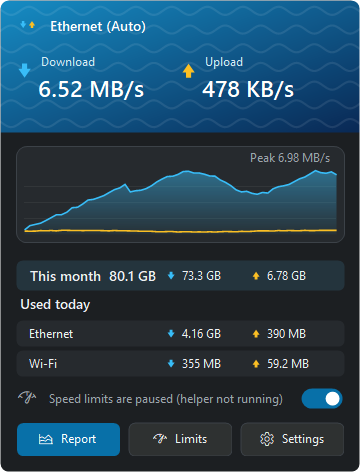 Ethernet (Auto)
Download Upload
6.52 MB/s 478 KB/s
Peak 6.98 MB/s
This month 80.1 GB 73.3 GB 6.78 GB
Used today
Ethernet 4.16 GB 390 MB
Wi-Fi 355 MB 59.2 MB
Speed limits are paused (helper not running)
Report Limits Settings